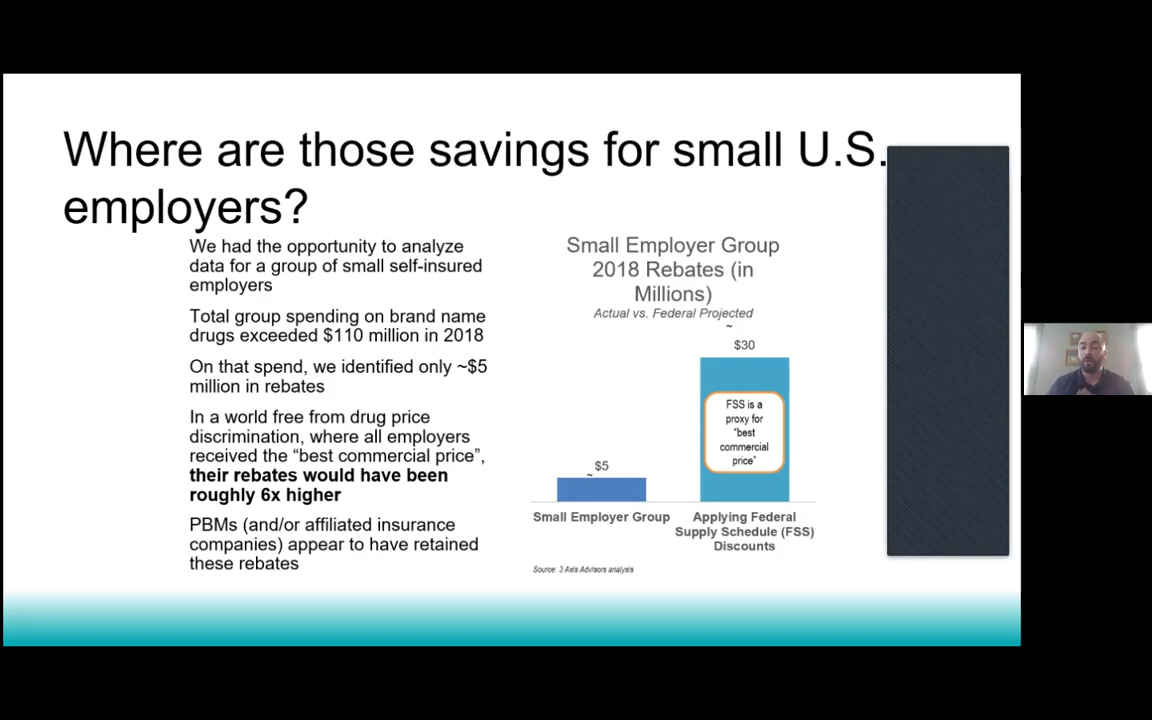 Where are those savings for small U.S.
employers?
We had the opportunity to analyze
data for a group of small self-insured
employers
Total group spending on brand name
drugs exceeded $110 million in 2018
On that spend, we identified only ~$5
million in rebates
In a world free from drug price
discrimination, where all employers
received the “best commercial price”,
their rebates would have been
roughly 6x higher
PBMs (and/or affiliated insurance
companies) appear to have retained
these rebates
Small Employer Group
2018 Rebates (in
Millions)
Actual vs. Federal Projected
~
$30
FSS is a
proxy for
“best
commercial
price”
$5
~
Small Employer Group
Applying Federal
Supply Schedule (FSS)
Discounts
Source: 3 Axis Advisors analysis